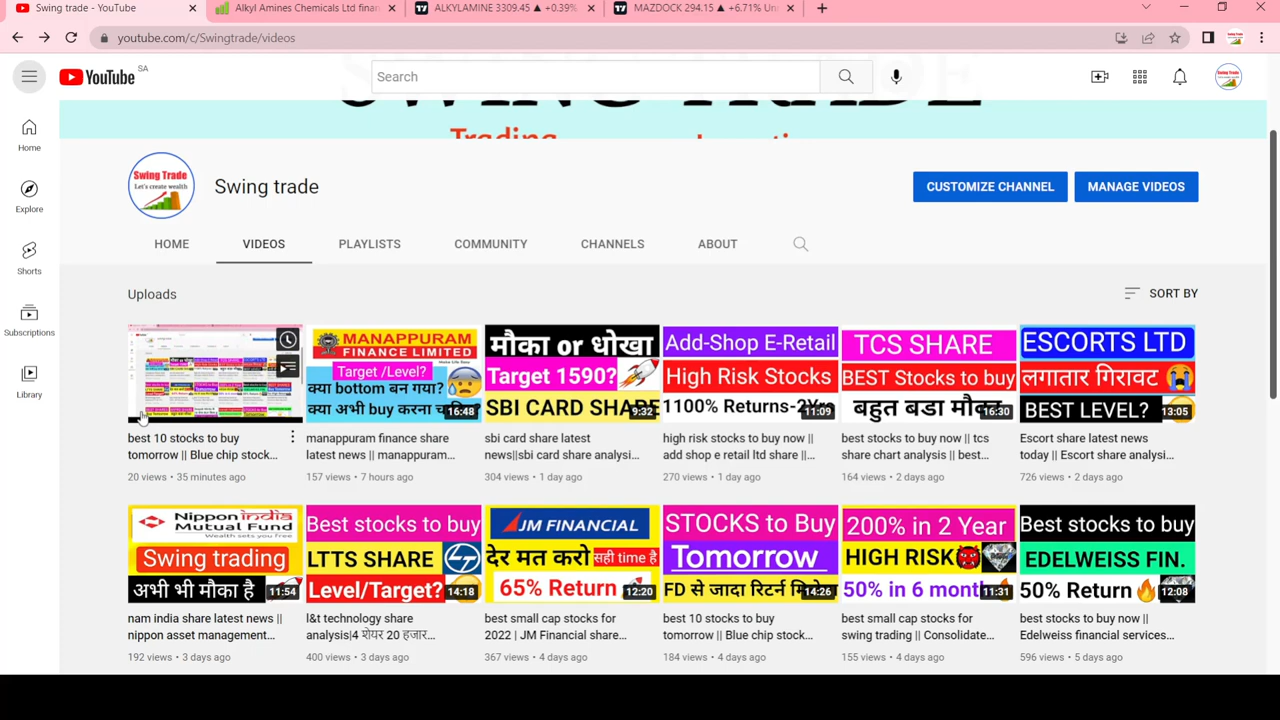 Swing trade - YouTube
Alkyl Amines Chemicals Ltd finan
ALKYLAMINE 3309.45 ▲ +0.39%
MAZDOCK 294.15 ▲ +6.71% Un
youtube.com/c/Swingtrade/videos
YouTube SA
Search
Trading
Home
Explore
Shorts
Subscriptions
Library
Swing Trade
Let's create wealth
Swing trade
CUSTOMIZE CHANNEL
MANAGE VIDEOS
HOME
VIDEOS
PLAYLISTS
COMMUNITY
CHANNELS
ABOUT
Uploads
SORT BY
best 10 stocks to buy
tomorrow || Blue chip stock...
20 views • 35 minutes ago
MANAPPURAM
FINANCE LIMITED
Make Life Easy
Target /Level?
क्या bottom बन गया?
क्या अभी buy करना
16:48
manappuram finance share
latest news || manappuram...
157 views • 7 hours ago
मौका or धोखा
Target 1590?
SBI CARD SHARE
9:32
sbi card share latest
news||sbi card share analysi...
304 views • 1 day ago
Add-Shop E-Retail
High Risk Stocks
1100% Returns-2Y
11:09
high risk stocks to buy now ||
add shop e retail ltd share ||...
270 views • 1 day ago
TCS SHARE
BEST Stocks to buy
बहुत बडा
16:30
best stocks to buy now || tcs
share chart analysis || best...
164 views • 2 days ago
ESCORTS LTD
लगातार गिरावट
BEST LEVEL?
13:05
Escort share latest news
today || Escort share analysi...
726 views • 2 days ago
Nippon india
Mutual Fund
Wealth sets you free
Swing trading
अभी भी मौका है
11:54
nam india share latest news ||
nippon asset management...
192 views • 3 days ago
Best stocks to buy
LTTS SHARE
Level/Target?
14:18
l&t technology share
analysis|4 शेयर 20 हजार...
400 views • 3 days ago
JM FINANCIAL
देर मत करो सही time है
65% Return
12:20
best small cap stocks for
2022 | JM Financial share...
367 views • 4 days ago
STOCKS to Buy
Tomorrow
FD से जादा रिटर्न
14:26
best 10 stocks to buy
tomorrow || Blue chip stock...
184 views • 4 days ago
200% in 2 Year
HIGH RISK
50% in 6 mont
11:31
best small cap stocks for
swing trading || Consolidate...
155 views • 4 days ago
Best stocks to buy
EDELWEISS FIN.
50% Return
12:08
best stocks to buy now ||
Edelweiss financial services...
596 views • 5 days ago